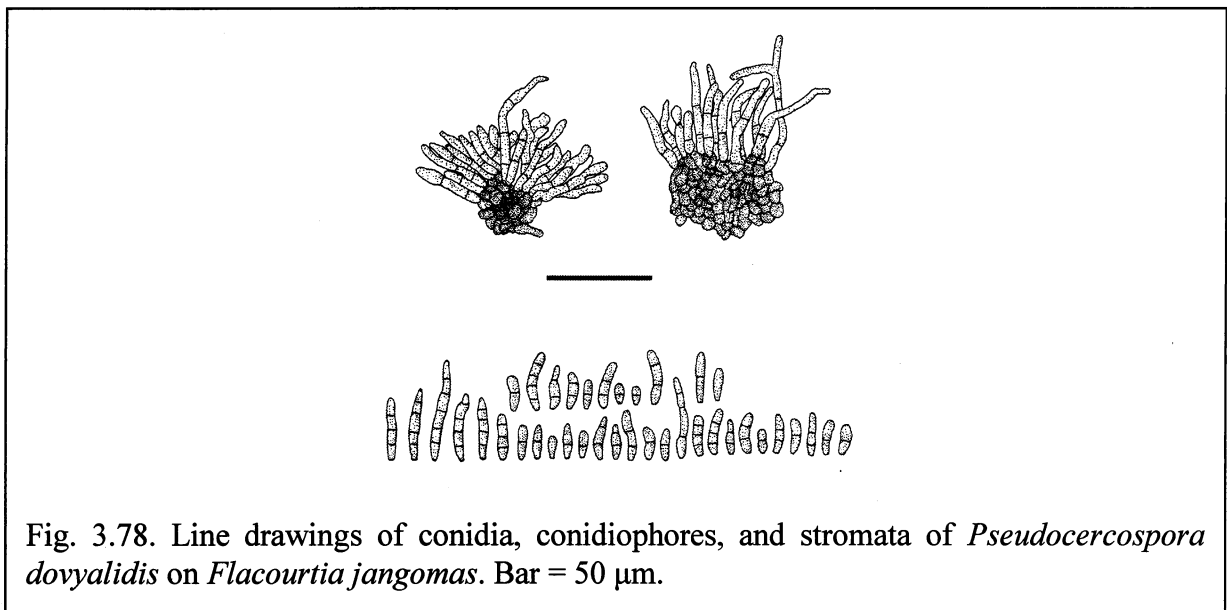 Fig. 3.78. Line drawings of conidia, conidiophores, and stromata of Pseudocercospora
dovyalidis on Flacourtia jangomas. Bar = 50 μm.